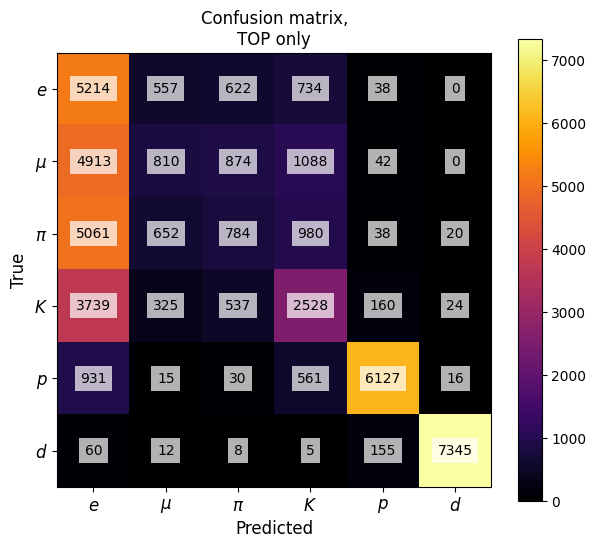 Confusion matrix,
TOP only
True
e 5214 557 622 734 38 0
μ 4913 810 874 1088 42 0
π 5061 652 784 980 38 20
K 3739 325 537 2528 160 24
p 931 15 30 561 6127 16
d 60 12 8 5 155 7345
e μ π K p d
Predicted
7000
6000
5000
4000
3000
2000
1000
0